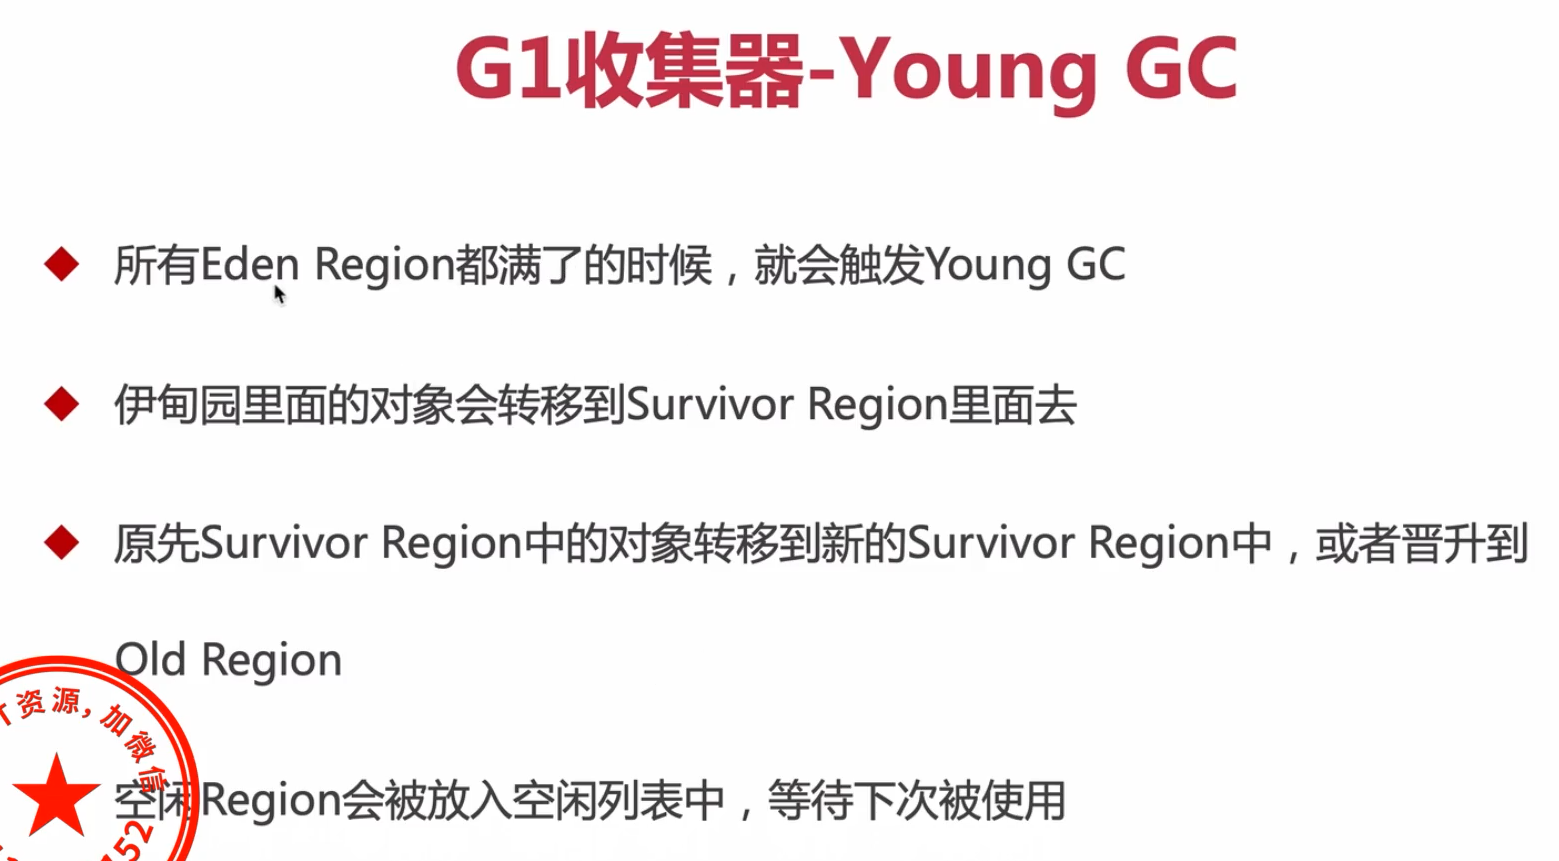 G1收集器-Young GC
所有Eden Region都满了的时候，就会触发Young GC
伊甸园里面的对象会转移到Survivor Region里面去
原先Survivor Region中的对象转移到新的Survivor Region中，或者晋升到
Old Region
资源，加微信
空闲Region会被放入空闲列表中，等待下次被使用
52